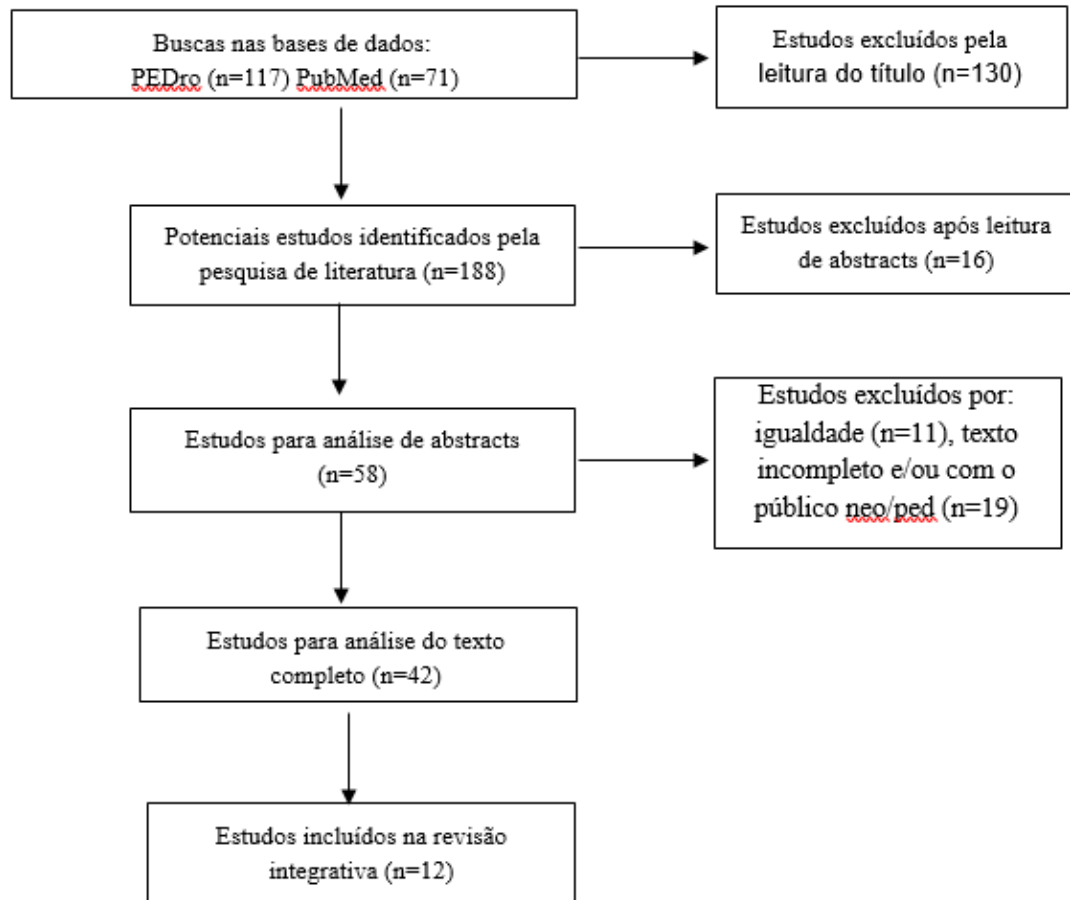 Buscas nas bases de dados:
PEDro (n=117) PubMed (n=71)
Estudos excluídos pela
leitura do título (n=130)
Potenciais estudos identificados pela
pesquisa de literatura (n=188)
Estudos excluídos após leitura
de abstracts (n=16)
Estudos para análise de abstracts
(n=58)
Estudos excluídos por:
igualdade (n=11), texto
incompleto e/ou com o
público neo/ped (n=19)
Estudos para análise do texto
completo (n=42)
Estudos incluídos na revisão
integrativa (n=12)